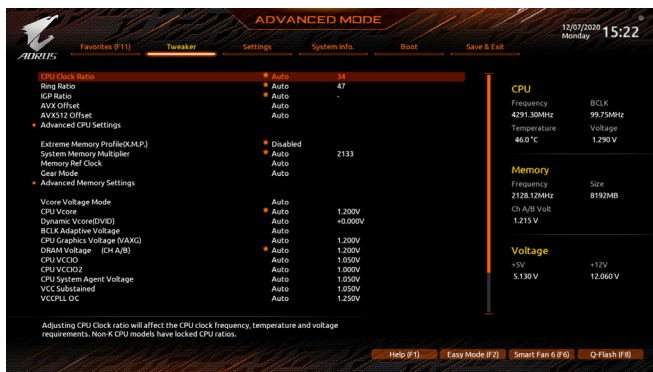 ADVANCED MODE
12/07/2020 Monday 15:22
AORUS
Favorites (F11) Tweaker Settings System Info. Boot Save & Exit
CPU Clock Ratio Auto 34
Ring Ratio Auto 47
IGP Ratio Auto -
AVX Offset Auto
AVX512 Offset Auto
Advanced CPU Settings
Extreme Memory Profile(X.M.P.) Disabled
System Memory Multiplier Auto 2133
Memory Ref Clock Auto
Gear Mode Auto
Advanced Memory Settings
Vcore Voltage Mode Auto
CPU Vcore Auto 1.200V
Dynamic Vcore(DVID) Auto +0.000V
BCLK Adaptive Voltage Auto
CPU Graphics Voltage (VAXG) Auto 1.200V
DRAM Voltage (CH A/B) Auto 1.200V
CPU VCCIO Auto 1.050V
CPU VCCIO2 Auto 1.000V
CPU System Agent Voltage Auto 1.050V
VCC Substained Auto 1.050V
VCCPLL OC Auto 1.250V
CPU
Frequency BCLK
4291.30MHz 99.75MHz
Temperature Voltage
46.0 °C 1.290 V
Memory
Frequency Size
2128.12MHz 8192MB
Ch A/B Volt
1.215 V
Voltage
+5V +12V
5.130 V 12.060 V
Adjusting CPU Clock ratio will affect the CPU clock frequency, temperature and voltage
requirements. Non-K CPU models have locked CPU ratios.
Help (F1) Easy Mode (F2) Smart Fan 6 (F6) Q-Flash (F8)